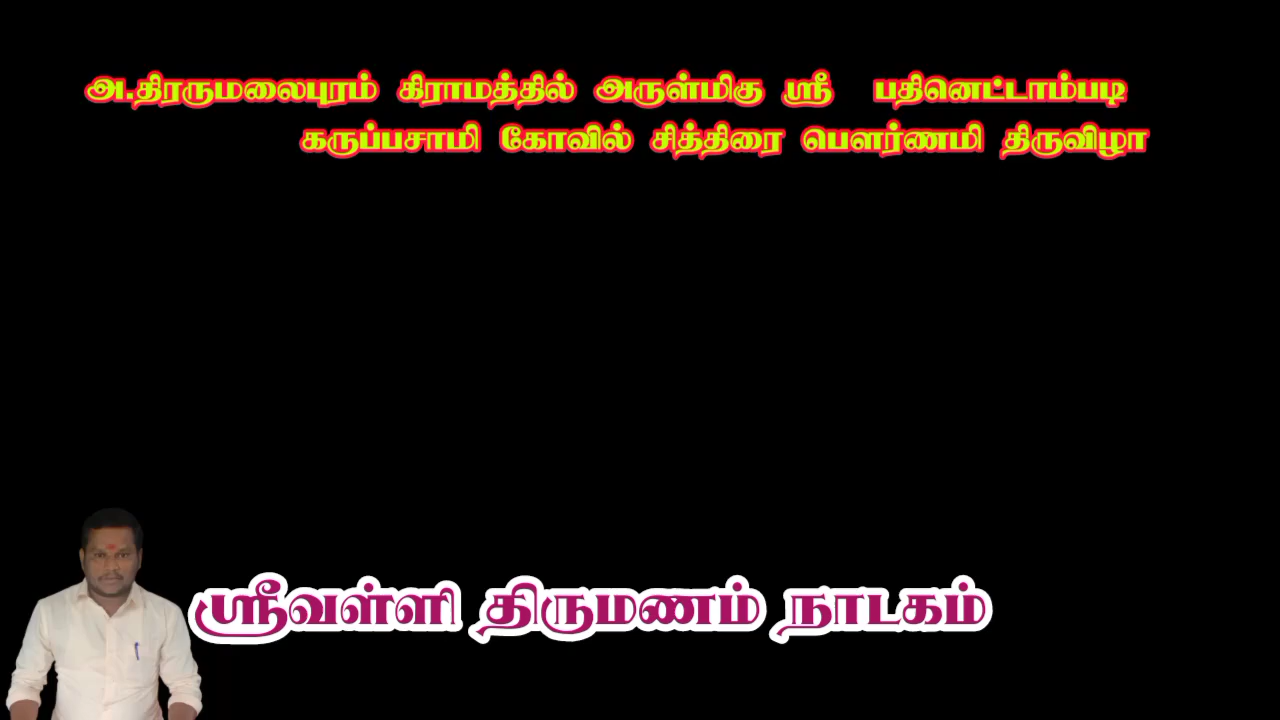 அ.திரருமலைபுரம் கிராமத்தில் அருள்மிகு ஸ்ரீ பதினெட்டாம்படி
கருப்பசாமி கோவில் சித்திரை பௌர்ணமி திருவிழா
ஸ்ரீவள்ளி திருமணம் நாடகம்